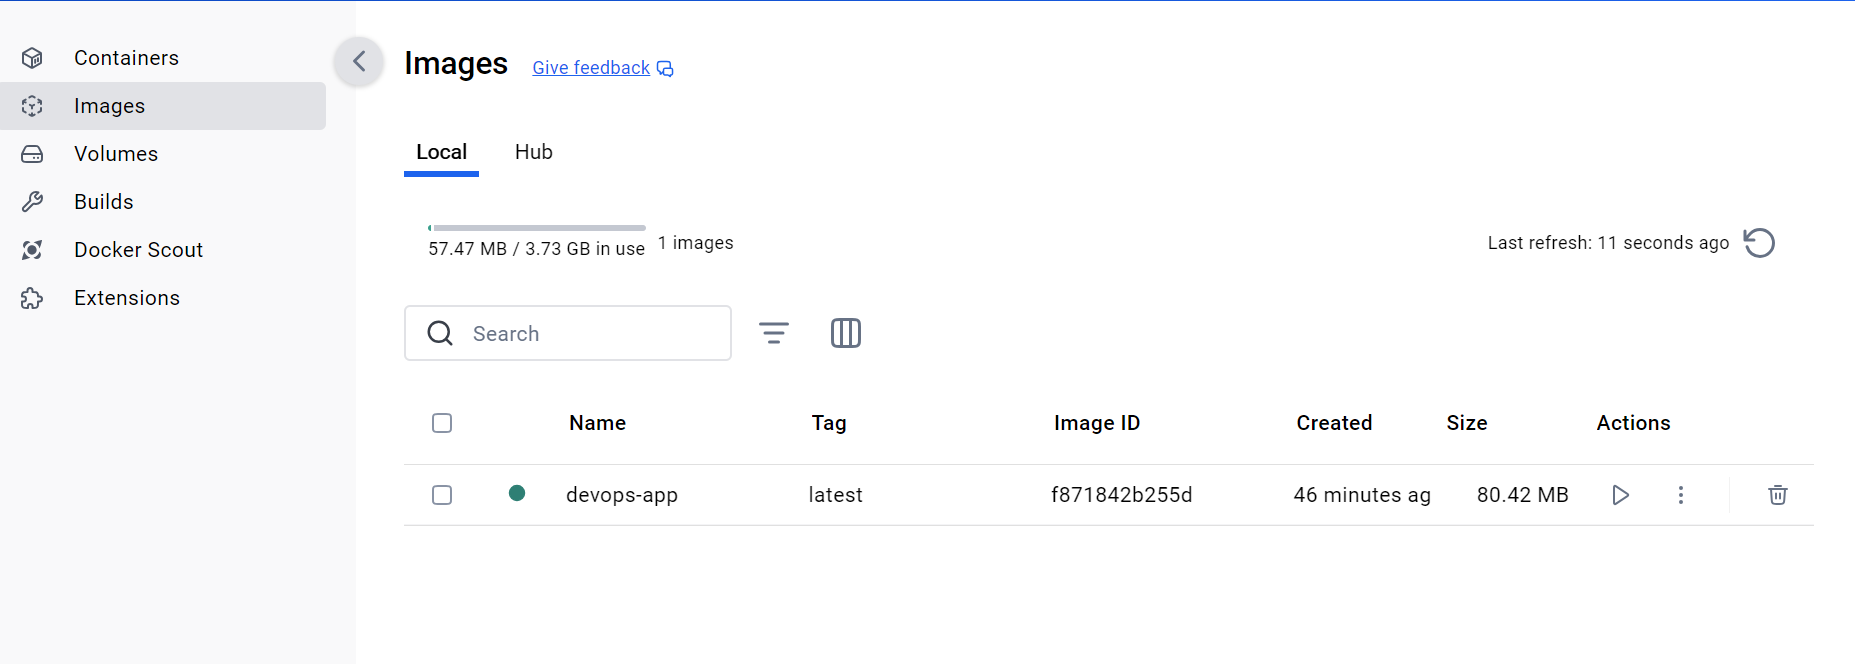 Containers
Images
Volumes
Builds
Docker Scout
Extensions
Images Give feedback
Local Hub
57.47 MB / 3.73 GB in use 1 images
Last refresh: 11 seconds ago
Search
Name Tag Image ID Created Size Actions
devops-app latest f871842b255d 46 minutes ag 80.42 MB